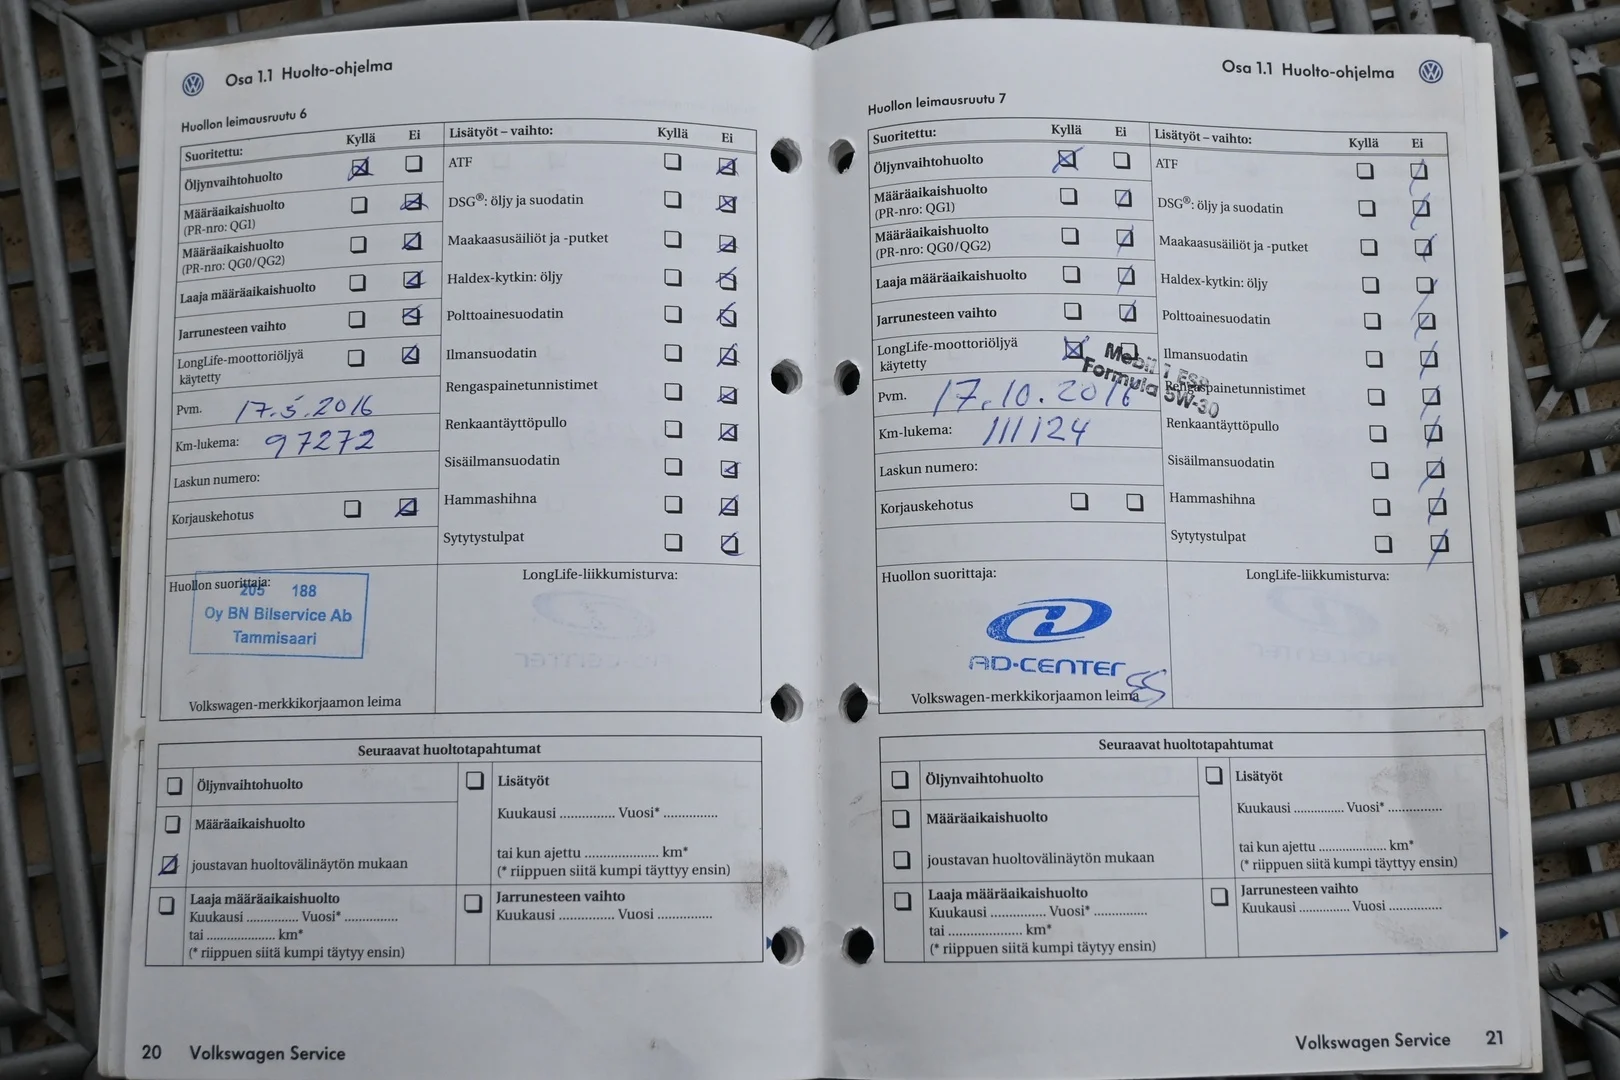 Osa 1.1 Huolto-ohjelma
Huollon leimausruutu 6
Suoritettu: Kyllä Ei
Öljynvaihtohuolto
Määräaikaishuolto
(PR-nro: QG1)
Määräaikaishuolto
(PR-nro: QG0/QG2)
Laaja määräaikaishuolto
Jarrunesteen vaihto
LongLife-moottoriöljyä
käytetty
Pvm. 17.5.2016
Km-lukema: 97272
Laskun numero:
Korjauskehotus
Lisätyöt – vaihto: Kyllä Ei
ATF
DSG®: öljy ja suodatin
Maakaasusäiliöt ja -putket
Haldex-kytkin: öljy
Polttoainesuodatin
Ilmansuodatin
Rengaspainetunnistimet
Renkaantäyttöpullo
Sisäilmansuodatin
Hammashihna
Sytytystulpat
Huollon suorittaja:
205 188
Oy BN Bilservice Ab
Tammisaari
Volkswagen-merkkikorjaamon leima
LongLife-liikkumisturva:
Seuraavat huoltotapahtumat
Öljynvaihtohuolto
Määräaikaishuolto
joustavan huoltovälinäytön mukaan
Laaja määräaikaishuolto
Kuukausi .............. Vuosi* ..............
tai .................... km*
(* riippuen siitä kumpi täytyy ensin)
Lisätyöt
Kuukausi ............... Vuosi* ...............
tai kun ajettu ..................... km*
(* riippuen siitä kumpi täyttyy ensin)
Jarrunesteen vaihto
Kuukausi ............... Vuosi ...............
20 Volkswagen Service
Osa 1.1 Huolto-ohjelma
Huollon leimausruutu 7
Suoritettu: Kyllä Ei
Öljynvaihtohuolto
Määräaikaishuolto
(PR-nro: QG1)
Määräaikaishuolto
(PR-nro: QG0/QG2)
Laaja määräaikaishuolto
Jarrunesteen vaihto
LongLife-moottoriöljyä
käytetty
Mobil 1 ESP
Formula 5W-30
Pvm. 17.10.2016
Km-lukema: 111124
Laskun numero:
Korjauskehotus
Lisätyöt – vaihto: Kyllä Ei
ATF
DSG®: öljy ja suodatin
Maakaasusäiliöt ja -putket
Haldex-kytkin: öljy
Polttoainesuodatin
Ilmansuodatin
Rengaspainetunnistimet
Renkaantäyttöpullo
Sisäilmansuodatin
Hammashihna
Sytytystulpat
Huollon suorittaja:
AD-CENTER
Volkswagen-merkkikorjaamon leima
LongLife-liikkumisturva:
Seuraavat huoltotapahtumat
Öljynvaihtohuolto
Määräaikaishuolto
joustavan huoltovälinäytön mukaan
Laaja määräaikaishuolto
Kuukausi .............. Vuosi* ..............
tai .................... km*
(* riippuen siitä kumpi täytyy ensin)
Lisätyöt
Kuukausi .............. Vuosi* ...............
tai kun ajettu .................... km*
(* riippuen siitä kumpi täyttyy ensin)
Jarrunesteen vaihto
Kuukausi .............. Vuosi ..............
Volkswagen Service 21